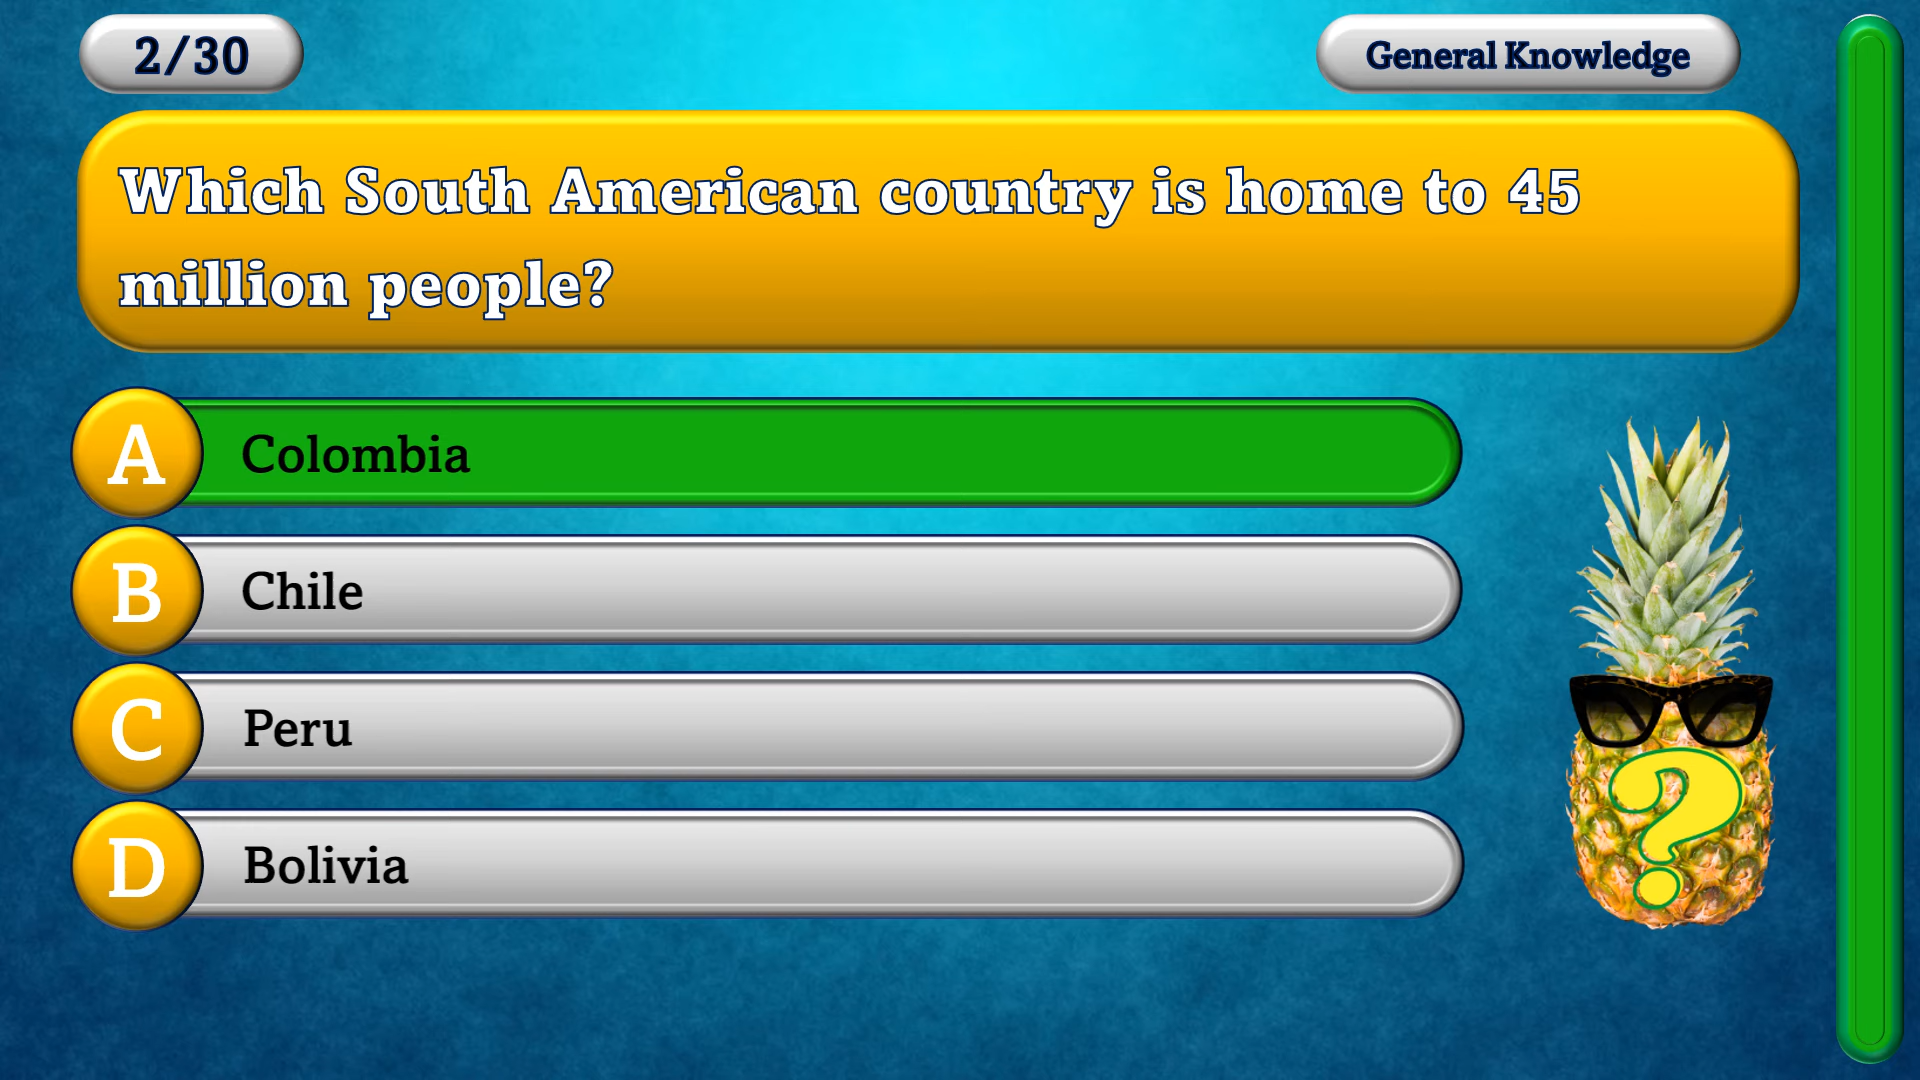 2/30
General Knowledge
Which South American country is home to 45
million people?
A Colombia
B Chile
C Peru
D Bolivia
?